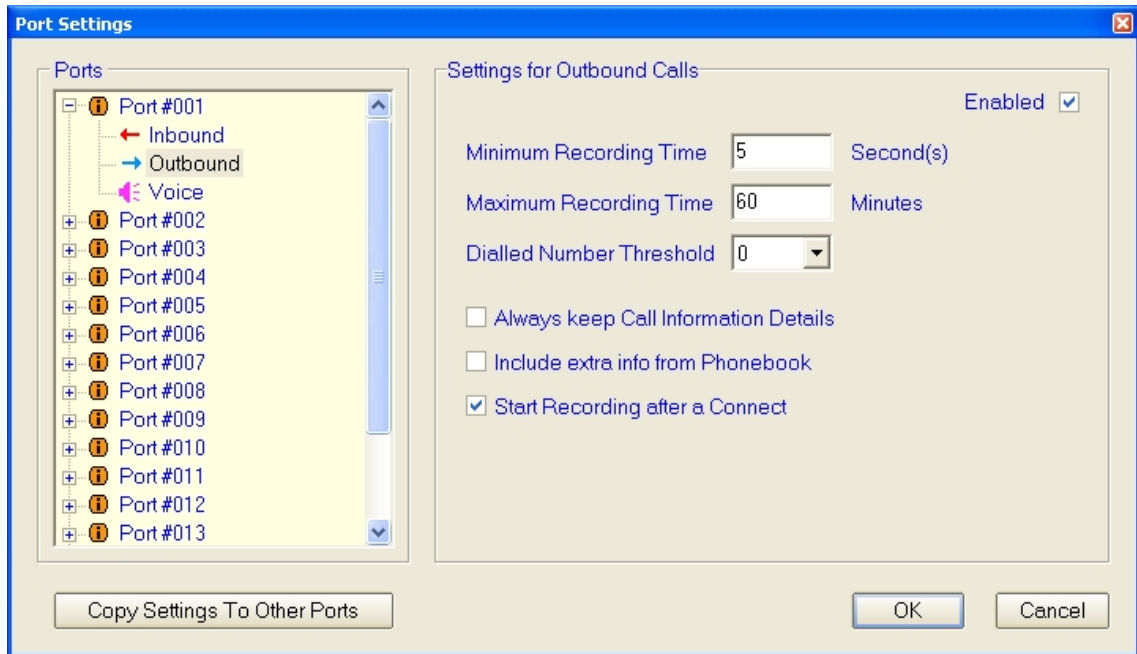 Port Settings
Ports
Port #001
Inbound
Outbound
Voice
Port #002
Port #003
Port #004
Port #005
Port #006
Port #007
Port #008
Port #009
Port #010
Port #011
Port #012
Port #013
Copy Settings To Other Ports
Settings for Outbound Calls
Enabled
Minimum Recording Time 5 Second(s)
Maximum Recording Time 60 Minutes
Dialled Number Threshold 0
Always keep Call Information Details
Include extra info from Phonebook
Start Recording after a Connect
OK Cancel